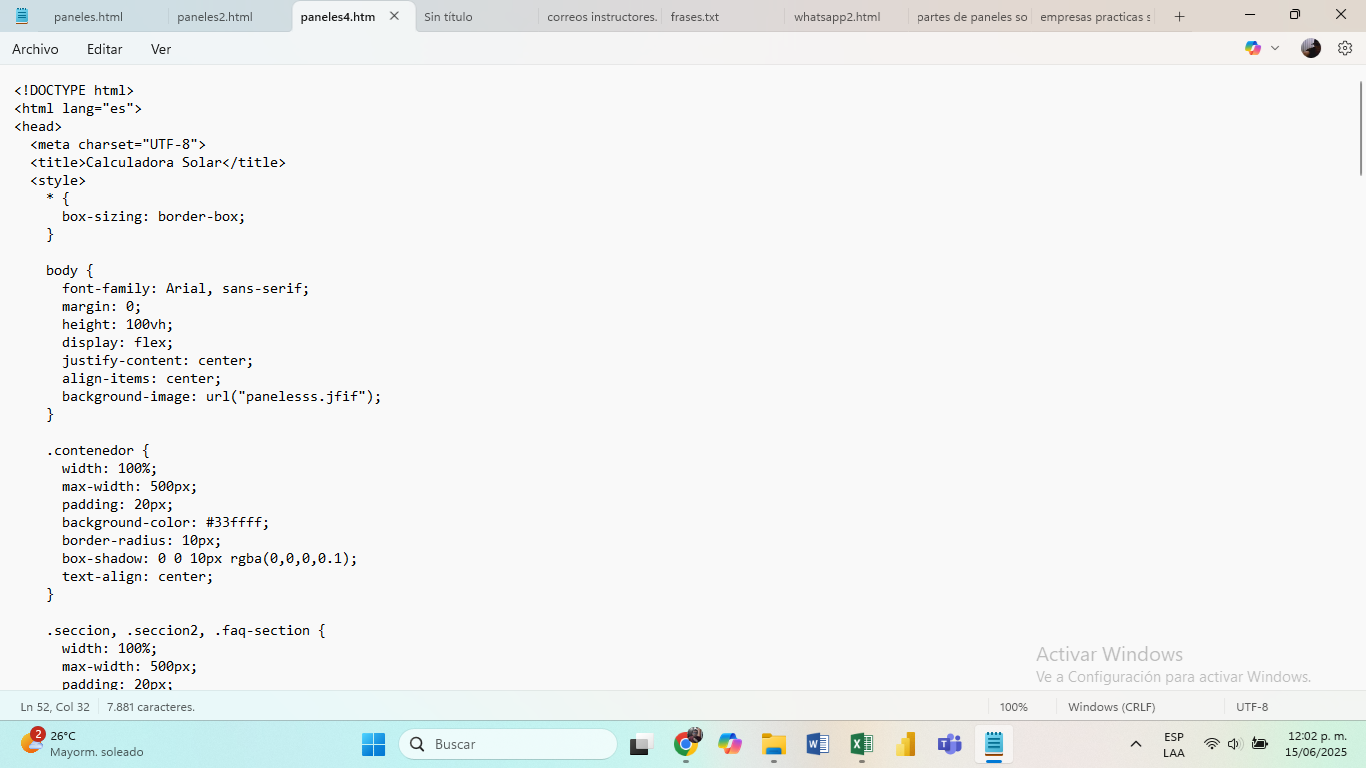 paneles.html
paneles2.html
paneles4.htm
Sin título
correos instructores.
frases.txt
whatsapp2.html
partes de paneles so
empresas practicas s
Archivo
Editar
Ver
<!DOCTYPE html>
<html lang="es">
<head>
<meta charset="UTF-8">
<title>Calculadora Solar</title>
<style>
* {
box-sizing: border-box;
}
body {
font-family: Arial, sans-serif;
margin: 0;
height: 100vh;
display: flex;
justify-content: center;
align-items: center;
background-image: url("panelesss.jfif");
}
.contenedor {
width: 100%;
max-width: 500px;
padding: 20px;
background-color: #33ffff;
border-radius: 10px;
box-shadow: 0 0 10px rgba(0,0,0,0.1);
text-align: center;
}
.seccion, .seccion2, .faq-section {
width: 100%;
max-width: 500px;
padding: 20px;
Activar Windows
Ve a Configuración para activar Windows.
Ln 52, Col 32
7.881 caracteres.
100%
Windows (CRLF)
UTF-8
2
26°C
Mayorm. soleado
Buscar
ESP
LAA
12:02 p. m.
15/06/2025